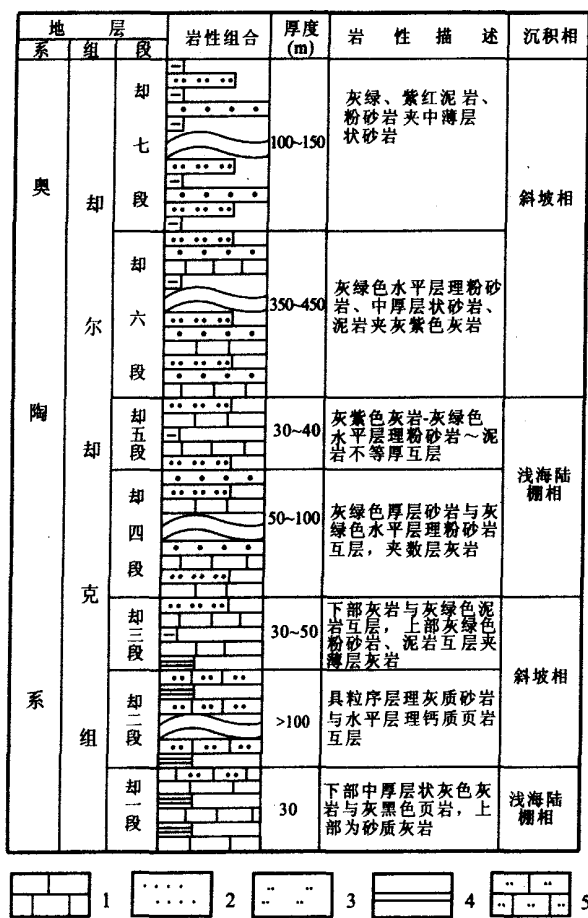 地 层
岩性组合
厚度
(m)
岩 性 描 述
沉积相
系 组 段
奥
陶
系
却
尔
却
克
组
却
七
段
100~150
灰绿、紫红泥岩、
粉砂岩夹中薄层
状砂岩
斜坡相
却
六
段
350~450
灰绿色水平层理粉砂
岩、中厚层状砂岩、
泥岩夹灰紫色灰岩
却
五
段
30~40
灰紫色灰岩-灰绿色
水平层理粉砂岩～泥
岩不等厚互层
浅海陆
棚相
却
四
段
50~100
灰绿色厚层砂岩与灰
绿色水平层理粉砂岩
互层，夹数层灰岩
却
三
段
30~50
下部灰岩与灰绿色泥
岩互层，上部灰绿色
粉砂岩、泥岩互层夹
薄层灰岩
斜坡相
却
二
段
>100
具粒序层理灰质砂岩
与水平层理钙质页岩
互层
却
一
段
30
下部中厚层状灰色灰
岩与灰黑色页岩，上
部为砂质灰岩
浅海陆
棚相
1 2 3 4 5